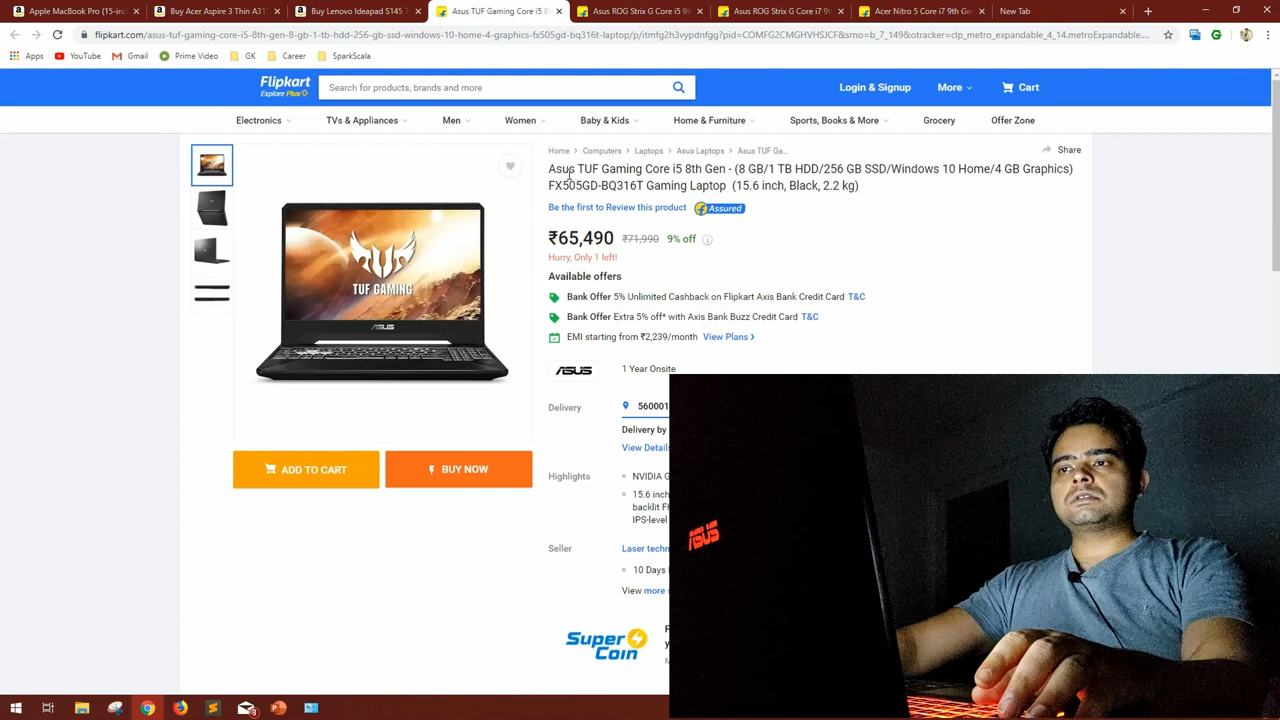 Apple MacBook Pro (15-in
Buy Acer Aspire 3 Thin A31
Buy Lenovo Ideapad S145 7
Asus TUF Gaming Core i5 8
Asus ROG Strix G Core i5 9
Asus ROG Strix G Core i7 9
Acer Nitro 5 Core i7 9th Gen
New Tab
flipkart.com/asus-tuf-gaming-core-i5-8th-gen-8-gb-1-tb-hdd-256-gb-ssd-windows-10-home-4-graphics-fx505gd-bq316t-laptop/p/itmfg2h3vypdnfgg?pid=COMFG2CMGHVHSJCF&srno=b_7_149&otracker=clp_metro_expandable_4_14.metroExpandable....
Apps
YouTube
Gmail
Prime Video
GK
Career
SparkScala
Flipkart
Explore Plus
Search for products, brands and more
Login & Signup
More
Cart
Electronics
TVs & Appliances
Men
Women
Baby & Kids
Home & Furniture
Sports, Books & More
Grocery
Offer Zone
Home > Computers > Laptops > Asus Laptops > Asus TUF Ga...
Share
Asus TUF Gaming Core i5 8th Gen - (8 GB/1 TB HDD/256 GB SSD/Windows 10 Home/4 GB Graphics)
FX505GD-BQ316T Gaming Laptop (15.6 inch, Black, 2.2 kg)
Be the first to Review this product
Assured
₹65,490 ₹71,990 9% off
Hurry, Only 1 left!
Available offers
Bank Offer 5% Unlimited Cashback on Flipkart Axis Bank Credit Card T&C
Bank Offer Extra 5% off* with Axis Bank Buzz Credit Card T&C
EMI starting from ₹2,239/month View Plans
TUF GAMING
ASUS
ASUS
1 Year Onsite
Delivery
560001
Delivery by
View Detail
ADD TO CART
BUY NOW
Highlights
NVIDIA G
15.6 inch
backlit FH
IPS-level
ASUS
Seller
Laser techn
10 Days
View more
Super
Coin